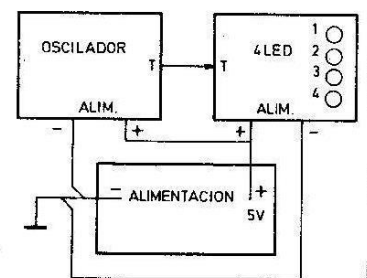 OSCILADOR
T
ALIM.
- +
4LED
T
1
2
3
4
ALIM.
+ -
- ALIMENTACION +
5V